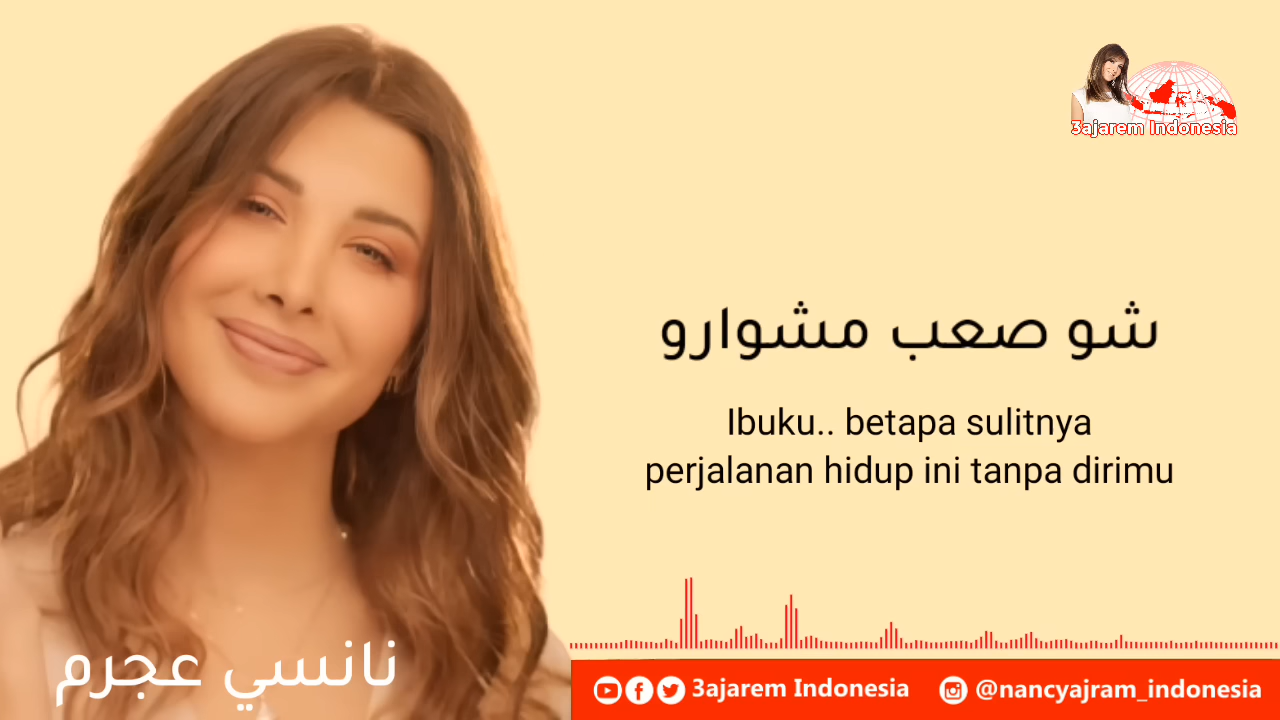 3ajarem Indonesia
شو صعب مشوارو
Ibuku.. betapa sulitnya
perjalanan hidup ini tanpa dirimu
نانسي عجرم
3ajarem Indonesia
@nancyajram_indonesia